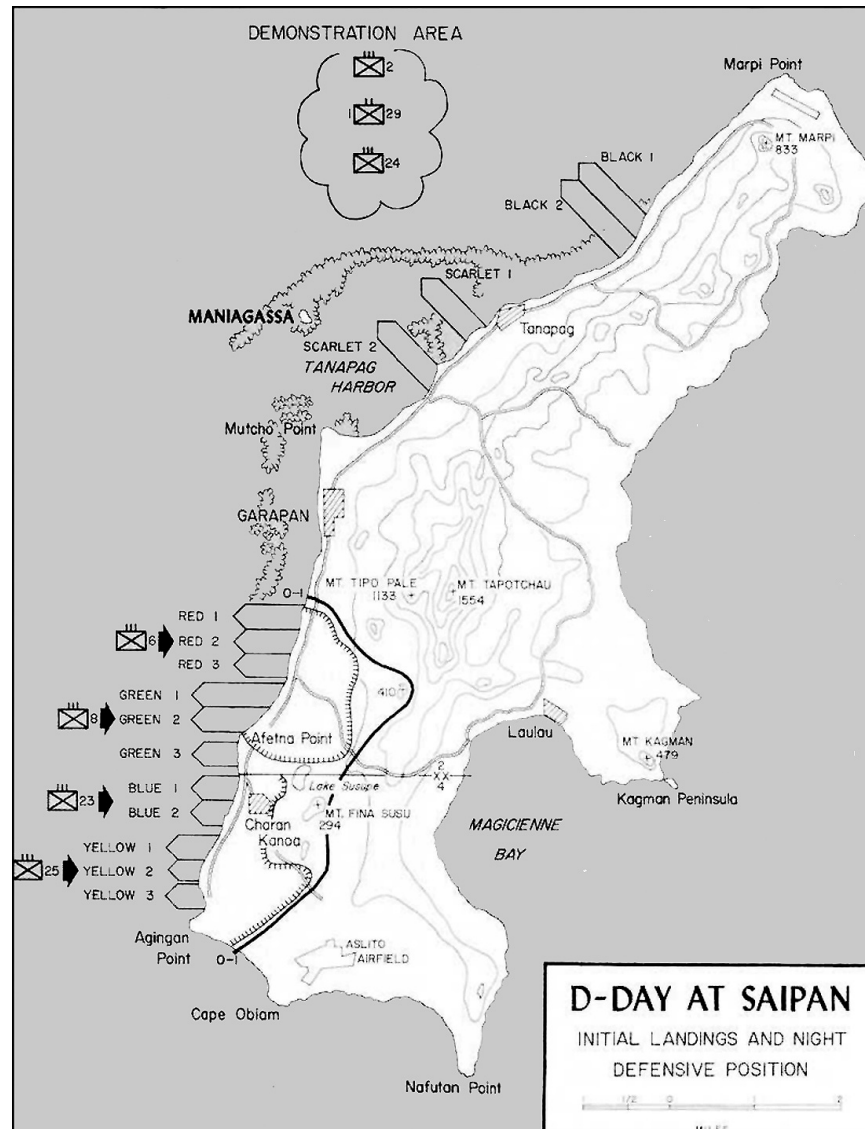 DEMONSTRATION AREA
2
1 29
24
Marpi Point
MT. MARPI
833
BLACK 1
BLACK 2
SCARLET 1
MANIAGASSA
SCARLET 2
Tanapag
TANAPAG
HARBOR
Mutcho Point
GARAPAN
MT. TIPO PALE
1133
MT. TAPOTCHAU
1554
0-1
RED 1
6
RED 2
RED 3
410
GREEN 1
8
GREEN 2
Afetna Point
Laulau
GREEN 3
MT. KAGMAN
479
2
XX
4
BLUE 1
Lake Susupe
23
BLUE 2
MT. FINA SUSU
294
Kagman Peninsula
Charan
Kanoa
MAGICIENNE
BAY
YELLOW 1
25
YELLOW 2
YELLOW 3
Agingan
Point
0-1
ASLITO
AIRFIELD
Cape Obiam
Nafutan Point
D-DAY AT SAIPAN
INITIAL LANDINGS AND NIGHT
DEFENSIVE POSITION
1 1/2 0 1 2
MILES